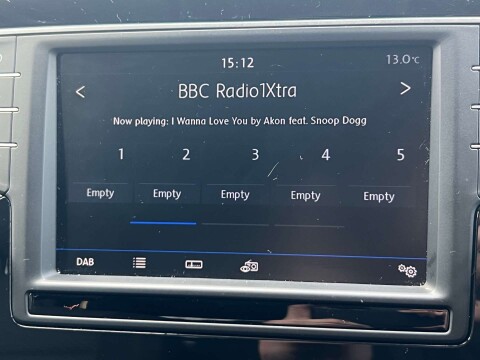 15:12 13.0°C
< BBC Radio1Xtra >
Now playing: I Wanna Love You by Akon feat. Snoop Dogg
1 2 3 4 5
Empty Empty Empty Empty Empty
DAB